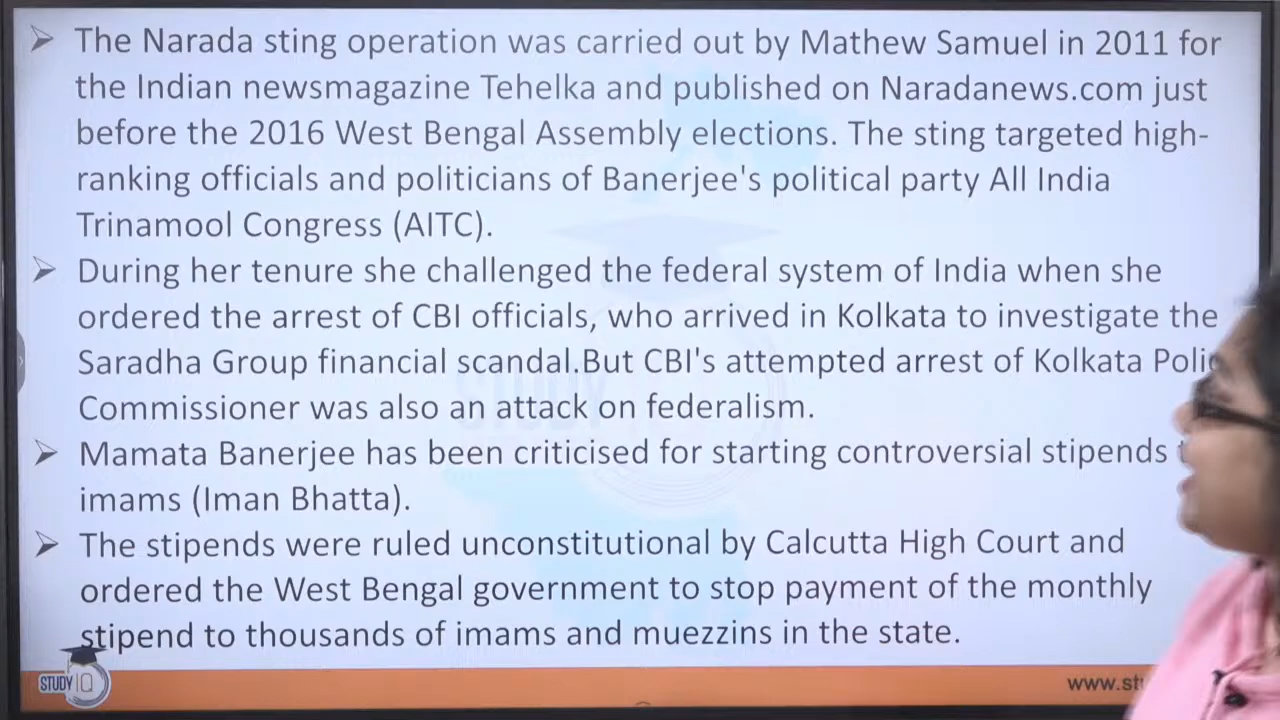 ➤ The Narada sting operation was carried out by Mathew Samuel in 2011 for
the Indian newsmagazine Tehelka and published on Naradanews.com just
before the 2016 West Bengal Assembly elections. The sting targeted high-
ranking officials and politicians of Banerjee's political party All India
Trinamool Congress (AITC).
➤ During her tenure she challenged the federal system of India when she
ordered the arrest of CBI officials, who arrived in Kolkata to investigate the
Saradha Group financial scandal.But CBI's attempted arrest of Kolkata
Commissioner was also an attack on federalism.
➤ Mamata Banerjee has been criticised for starting controversial stipends
imams (Iman Bhatta).
➤ The stipends were ruled unconstitutional by Calcutta High Court and
ordered the West Bengal government to stop payment of the monthly
stipend to thousands of imams and muezzins in the state.
STUDY IQ